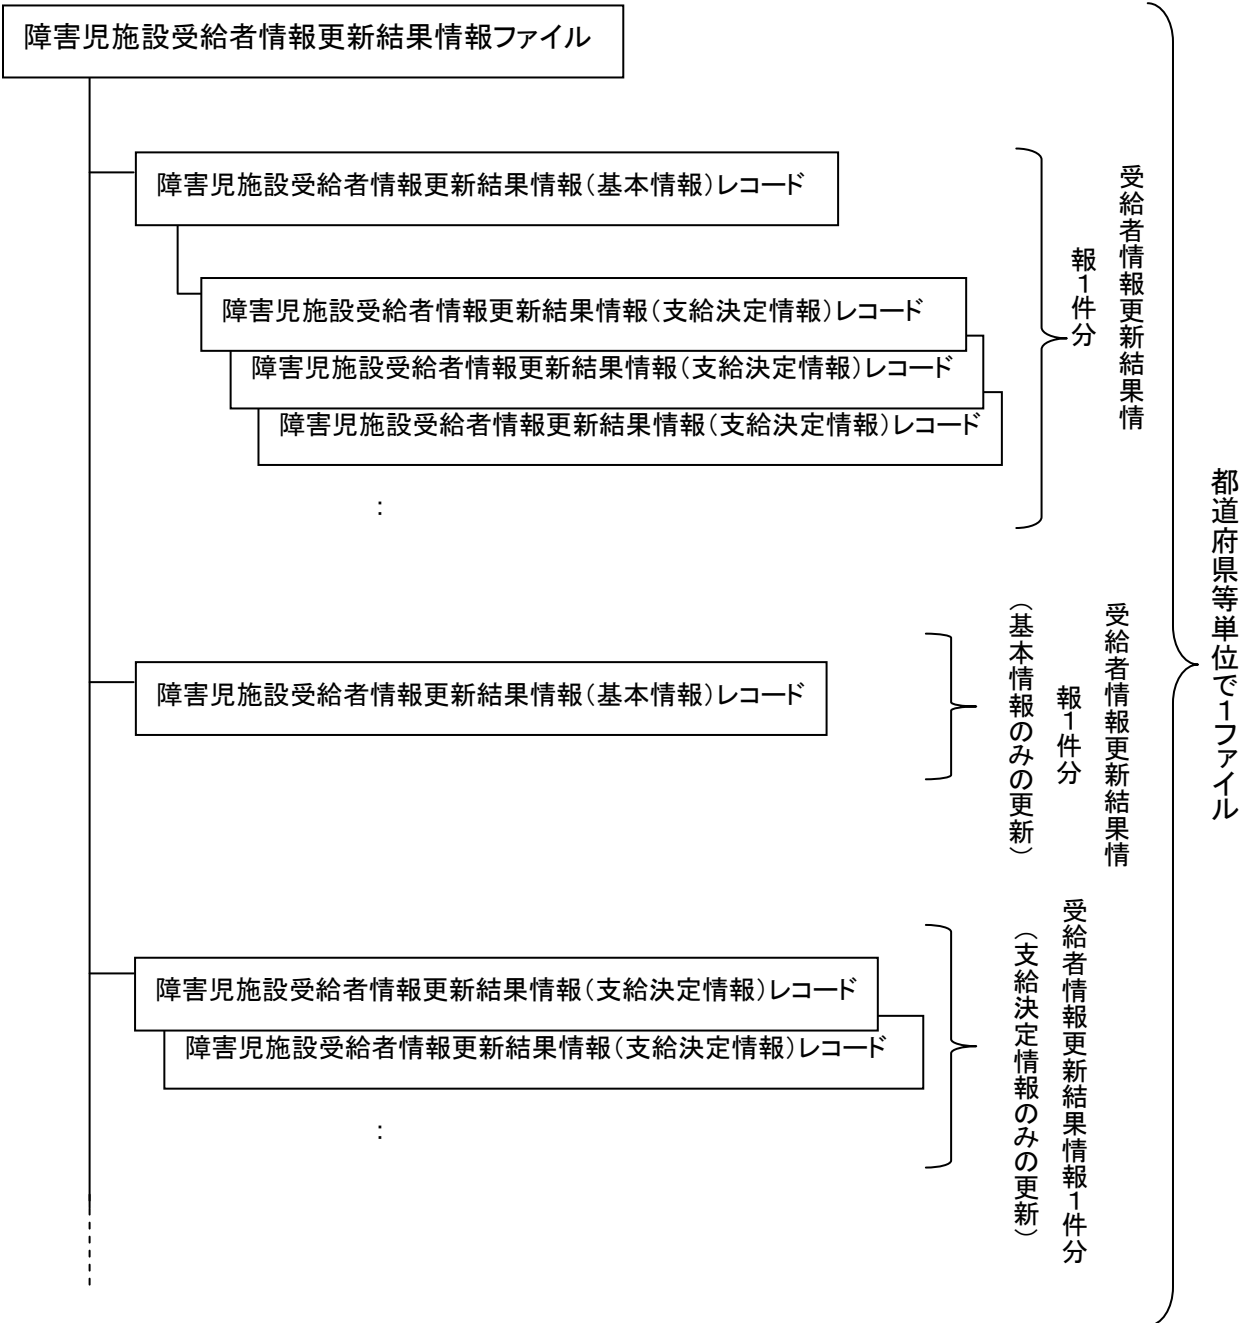 障害児施設受給者情報更新結果情報ファイル
障害児施設受給者情報更新結果情報(基本情報)レコード
障害児施設受給者情報更新結果情報(支給決定情報)レコード
障害児施設受給者情報更新結果情報(支給決定情報)レコード
障害児施設受給者情報更新結果情報(支給決定情報)レコード
:
受給者情報更新結果情
報1件分
障害児施設受給者情報更新結果情報(基本情報)レコード
受給者情報更新結果情
報1件分
(基本情報のみの更新)
障害児施設受給者情報更新結果情報(支給決定情報)レコード
障害児施設受給者情報更新結果情報(支給決定情報)レコード
:
受給者情報更新結果情報1件分
(支給決定情報のみの更新)
都道府県等単位で1ファイル